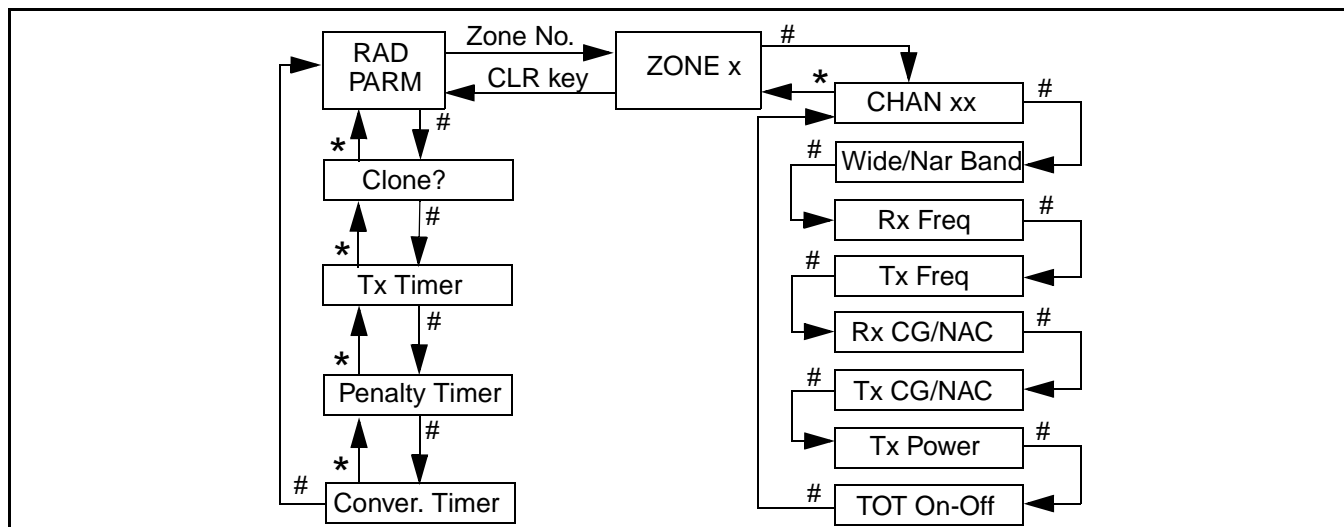 RAD
PARM
Zone No.
CLR key
ZONE x
#
*
CHAN xx
#
*
#
Clone?
#
Wide/Nar Band
*
#
Rx Freq
#
*
Tx Timer
#
Tx Freq
#
Rx CG/NAC
#
*
Penalty Timer
#
Tx CG/NAC
#
Tx Power
#
*
#
Conver. Timer
#
TOT On-Off